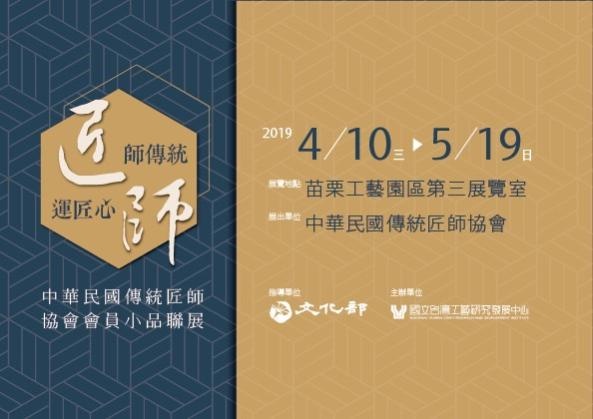 匠師
師傳統
運匠心
中華民國傳統匠師
協會會員小品聯展
2019 4/10三▶5/19日
展覽地點 苗栗工藝園區第三展覽室
推出單位 中華民國傳統匠師協會
指導單位
文化部
主辦單位
國立台灣工藝研究發展中心